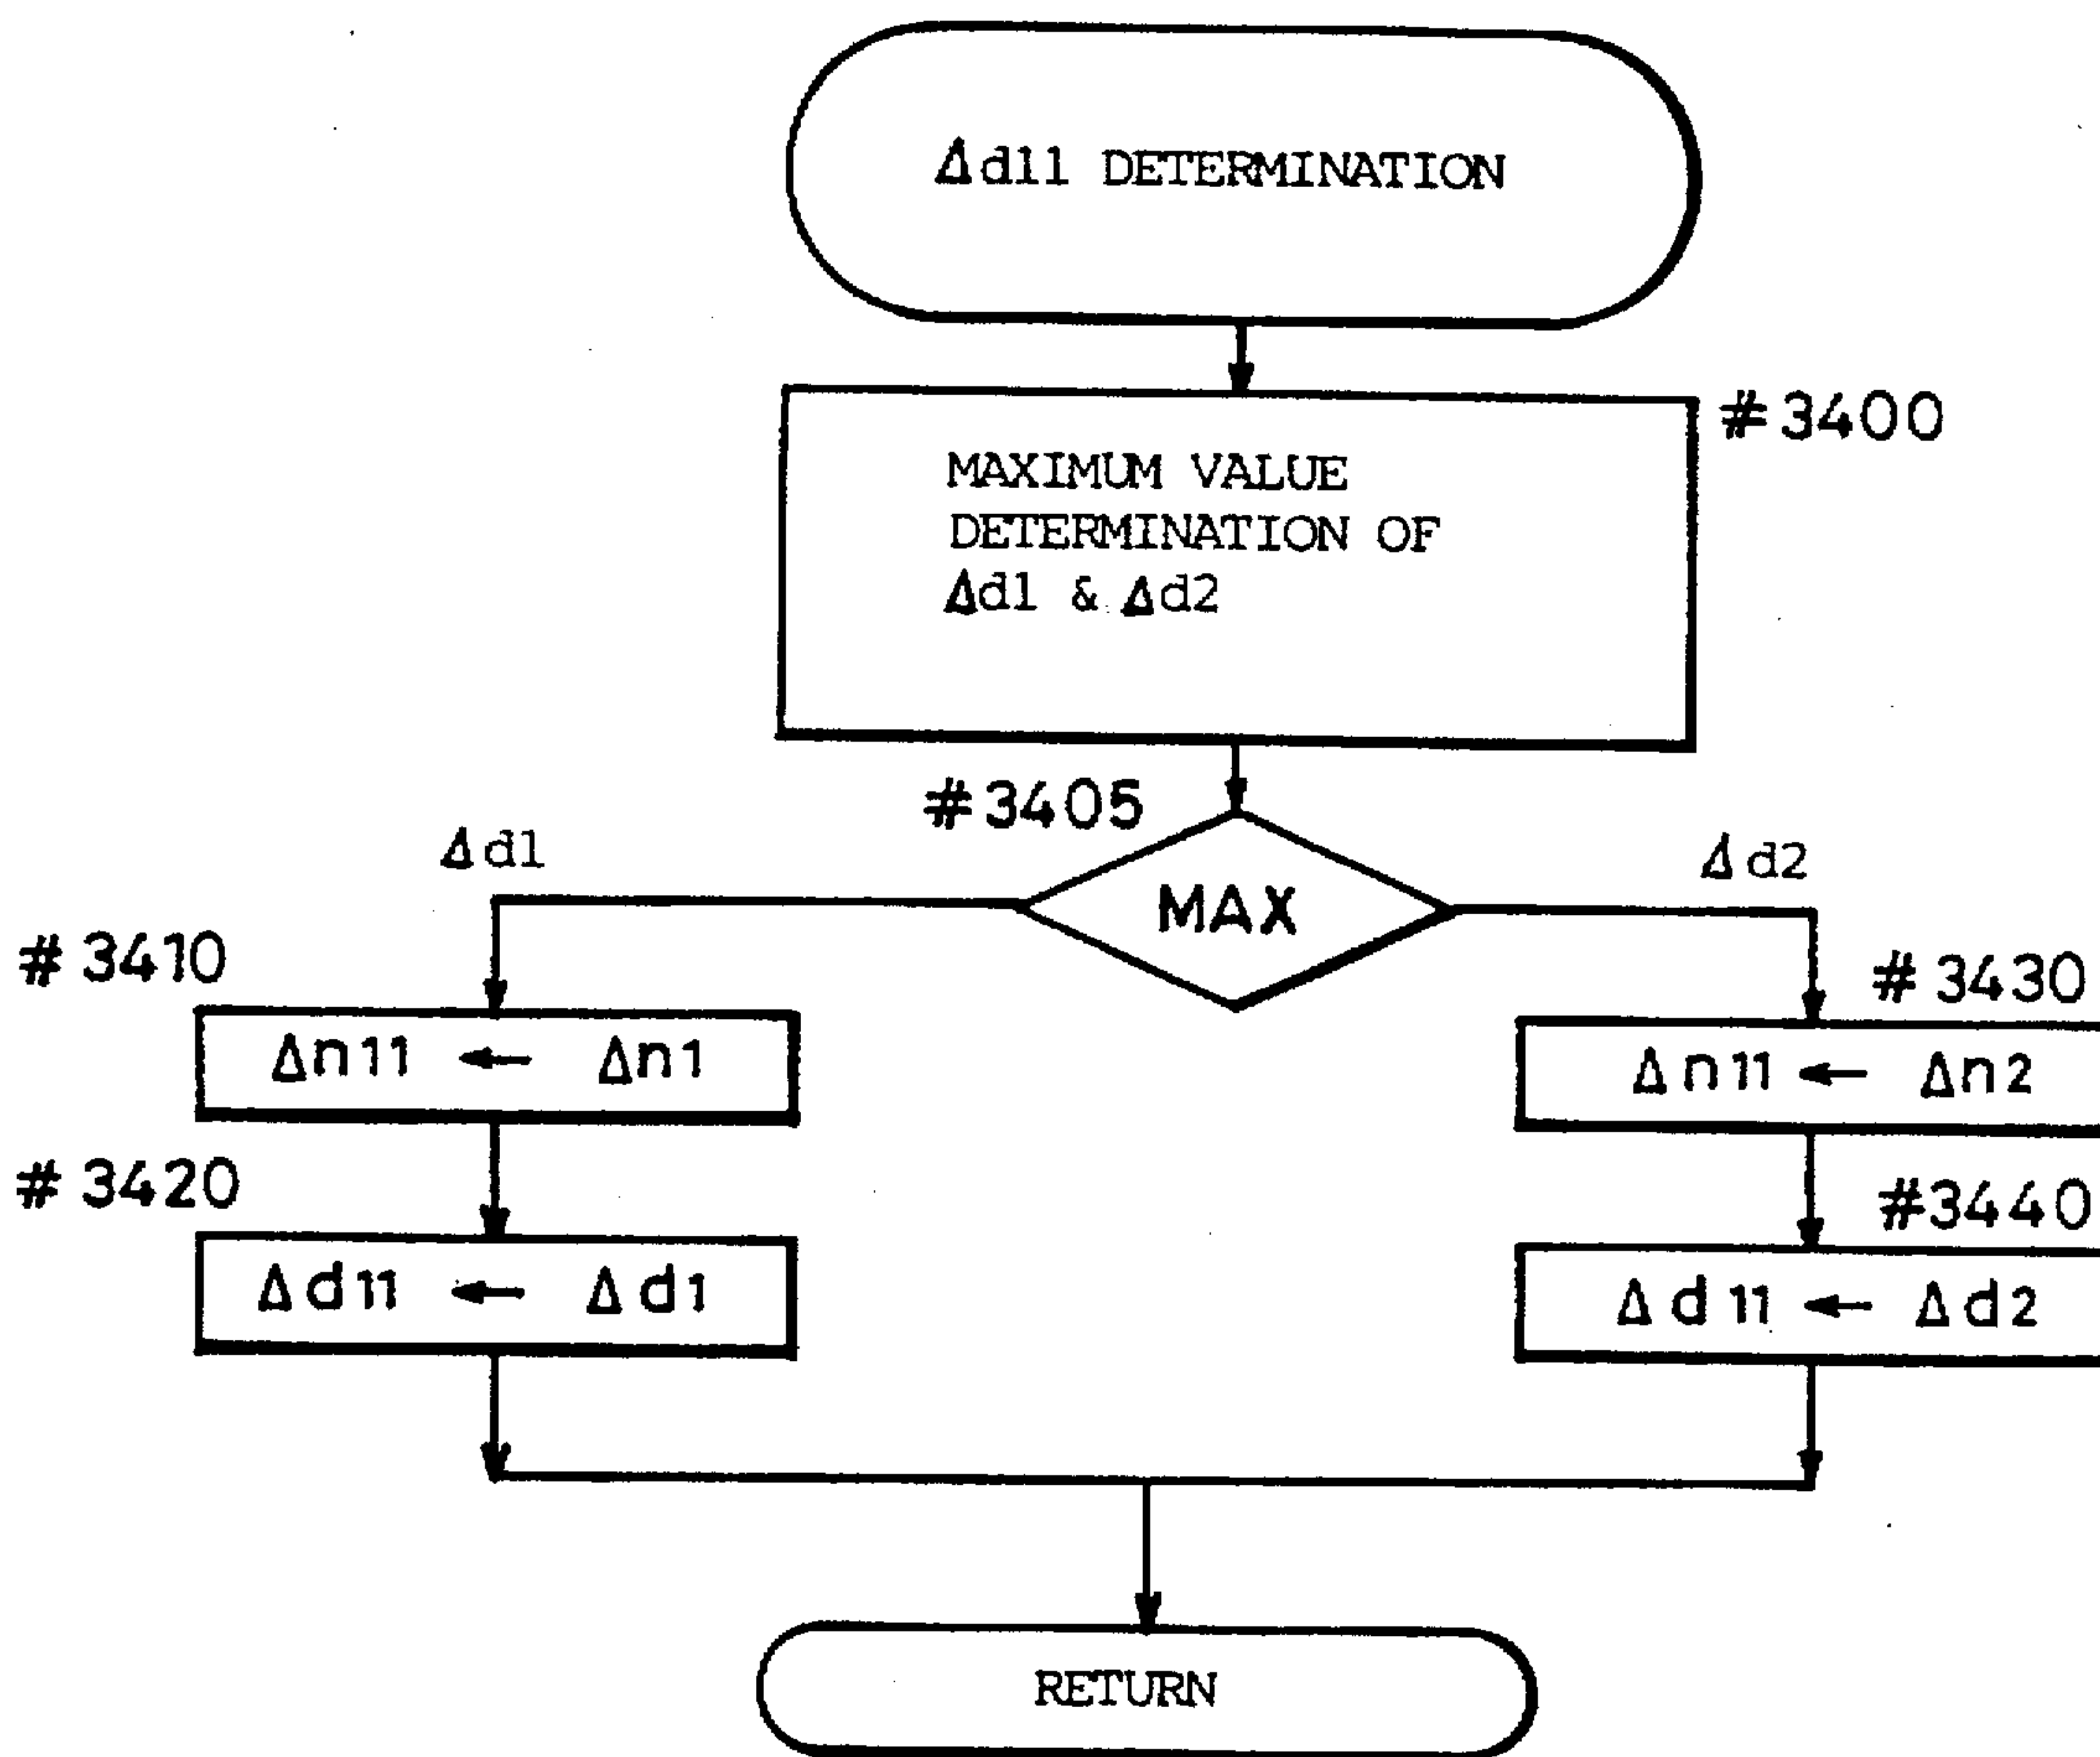 Δd11 DETERMINATION
#3400
MAXIMUM VALUE
DETERMINATION OF
Δd1 & Δd2
#3405
Δd1
MAX
Δd2
#3410
Δn11 ← Δn1
#3430
Δn11 ← Δn2
#3420
Δd11 ← Δd1
#3440
Δd11 ← Δd2
RETURN